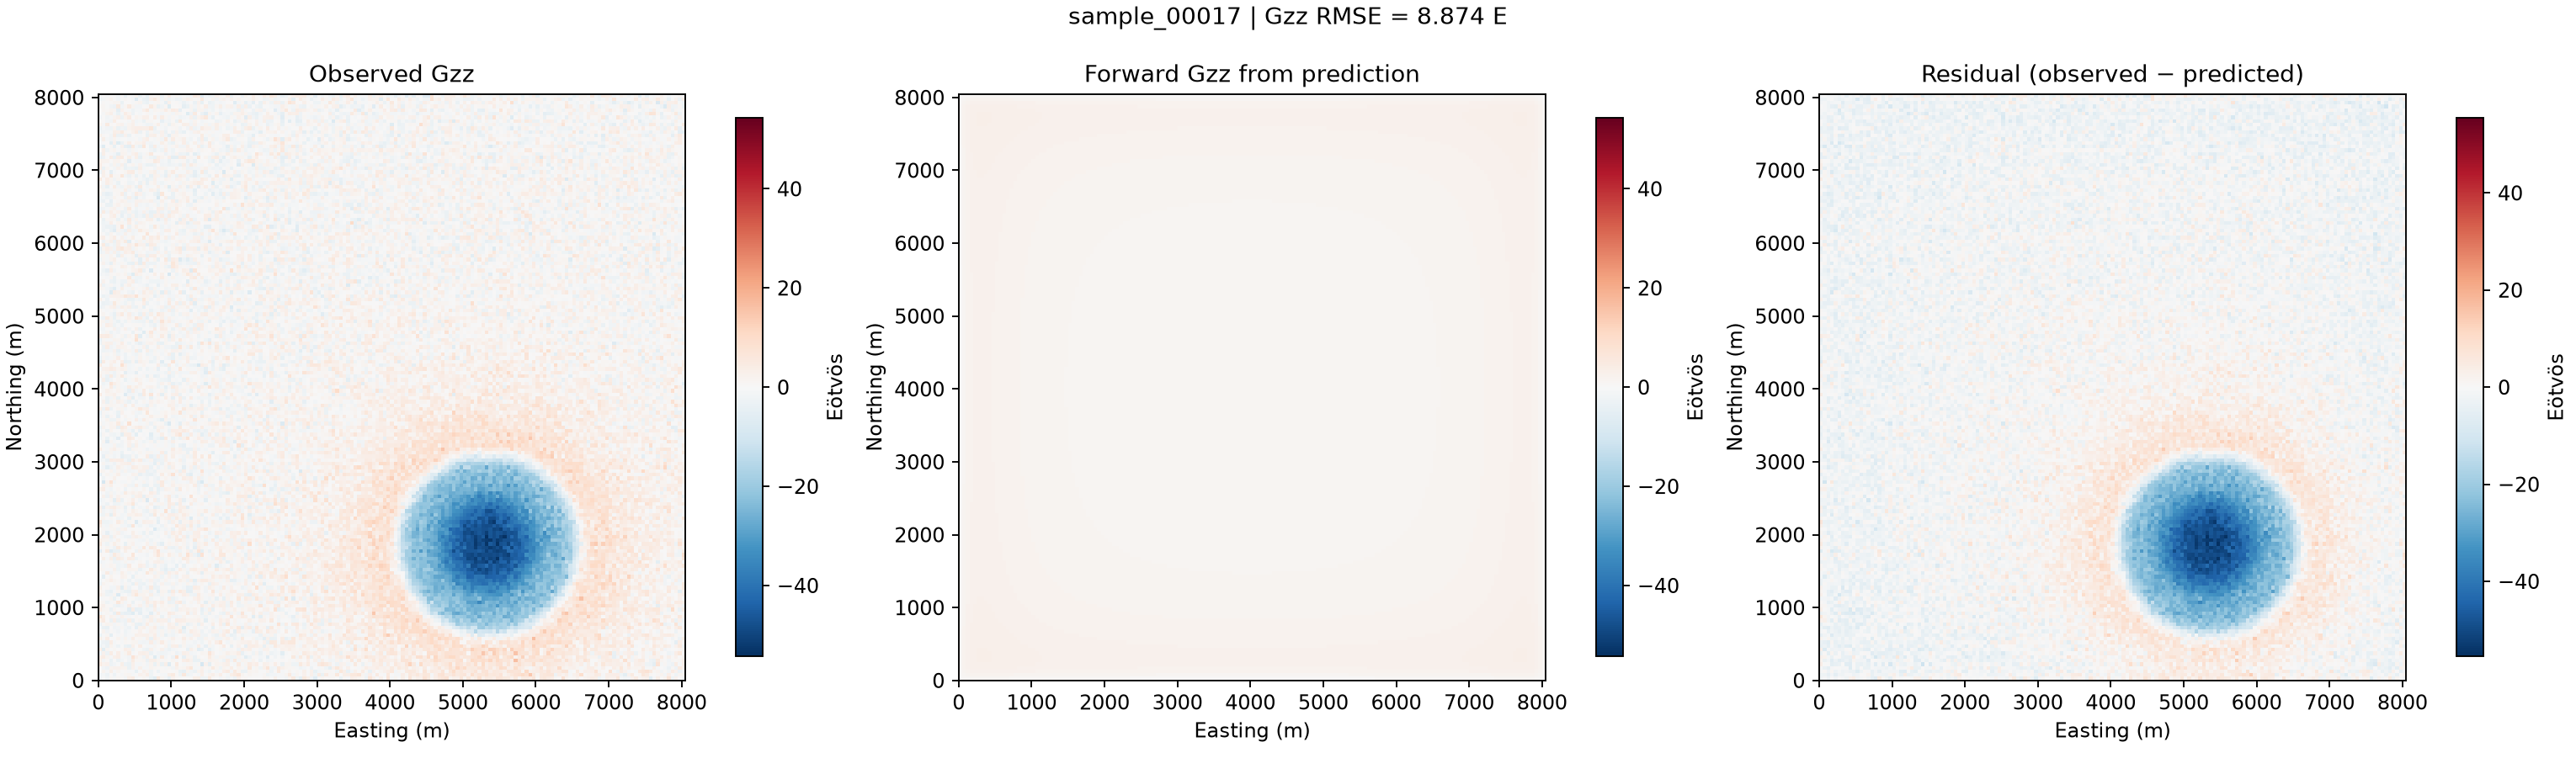 sample_00017 | Gzz RMSE = 8.874 E
Observed Gzz
Forward Gzz from prediction
Residual (observed − predicted)
8000
7000
6000
5000
4000
3000
2000
1000
0
Northing (m)
0 1000 2000 3000 4000 5000 6000 7000 8000
Easting (m)
40
20
0
−20
−40
Eötvös
8000
7000
6000
5000
4000
3000
2000
1000
0
Northing (m)
0 1000 2000 3000 4000 5000 6000 7000 8000
Easting (m)
40
20
0
−20
−40
Eötvös
8000
7000
6000
5000
4000
3000
2000
1000
0
Northing (m)
0 1000 2000 3000 4000 5000 6000 7000 8000
Easting (m)
40
20
0
−20
−40
Eötvös